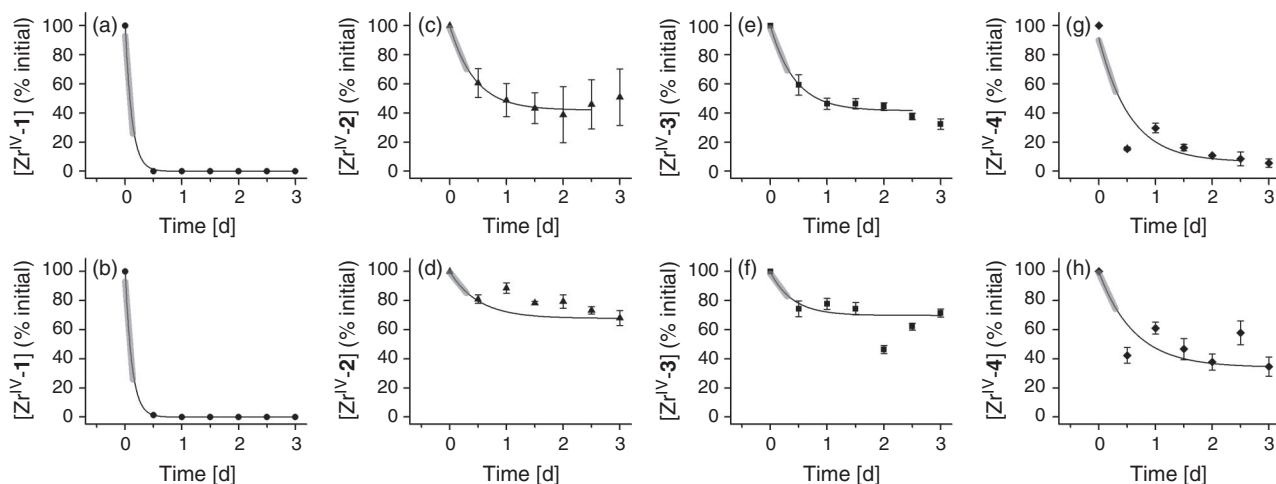 (a) (c) (e) (g)
[Zr^IV-1] (% initial) [Zr^IV-2] (% initial) [Zr^IV-3] (% initial) [Zr^IV-4] (% initial)
100 100 100 100
80 80 80 80
60 60 60 60
40 40 40 40
20 20 20 20
0 0 0 0
0 1 2 3 0 1 2 3 0 1 2 3 0 1 2 3
Time [d] Time [d] Time [d] Time [d]
(b) (d) (f) (h)
[Zr^IV-1] (% initial) [Zr^IV-2] (% initial) [Zr^IV-3] (% initial) [Zr^IV-4] (% initial)
100 100 100 100
80 80 80 80
60 60 60 60
40 40 40 40
20 20 20 20
0 0 0 0
0 1 2 3 0 1 2 3 0 1 2 3 0 1 2 3
Time [d] Time [d] Time [d] Time [d]